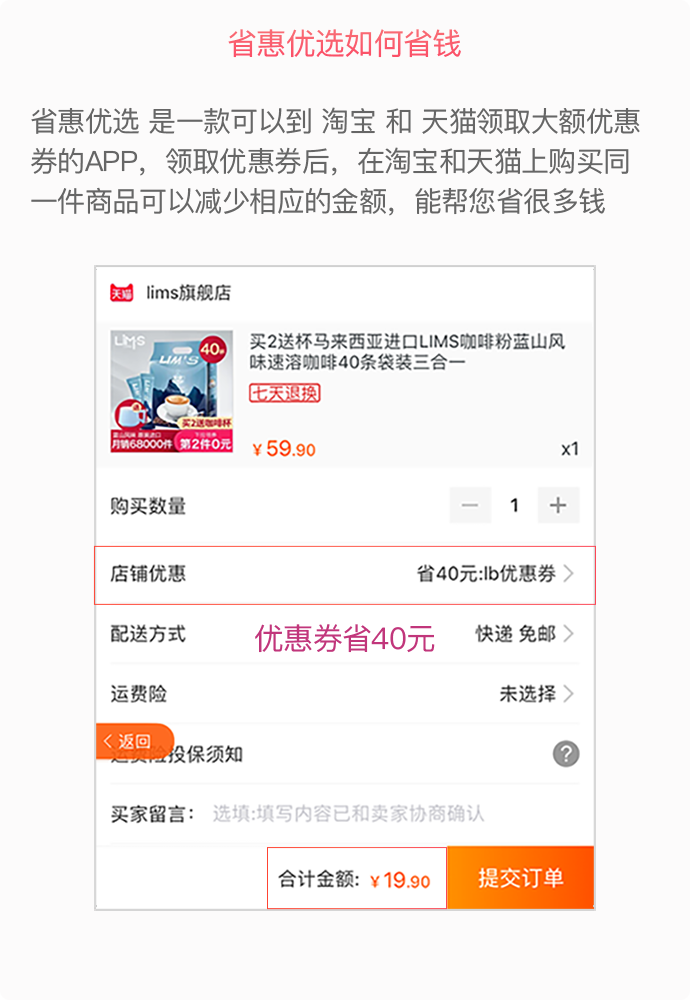 省惠优选如何省钱
省惠优选 是一款可以到 淘宝 和 天猫领取大额优惠
券的APP，领取优惠券后，在淘宝和天猫上购买同
一件商品可以减少相应的金额，能帮您省很多钱
天猫 lims旗舰店
LIMS
40条
LIM'S
买2送咖啡杯
蓝山风味 原装进口
月销68000件 第2件0元
买2送杯马来西亚进口LIMS咖啡粉蓝山风
味速溶咖啡40条袋装三合一
七天退换
¥ 59.90 x1
购买数量 1
店铺优惠 省40元:lb优惠券
配送方式 快递 免邮
优惠券省40元
运费险 未选择
返回
运费险投保须知 ?
买家留言： 选填:填写内容已和卖家协商确认
合计金额: ¥19.90 提交订单